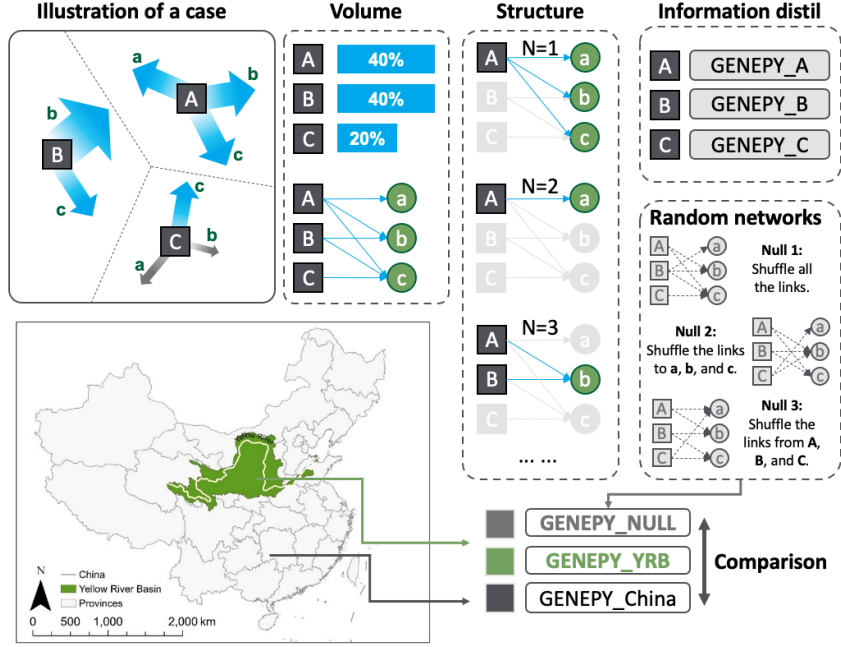 Illustration of a case
a
b
A
c
b
B
c
c
C
b
a
Volume
A 40%
B 40%
C 20%
A a
B b
C c
Structure
N=1
A a
B b
C c
N=2
A a
B b
C c
N=3
A a
B b
C c
... ...
Information distil
A GENEPY_A
B GENEPY_B
C GENEPY_C
Random networks
A a
B b
C c
Null 1:
Shuffle all
the links.
Null 2:
Shuffle the links
to a, b, and c.
A a
B b
C c
A a
B b
C c
Null 3:
Shuffle the
links from A,
B, and C.
Yellow River
N
China
Yellow River Basin
Provinces
0 500 1,000 2,000 km
GENEPY_NULL
GENEPY_YRB
GENEPY_China
Comparison